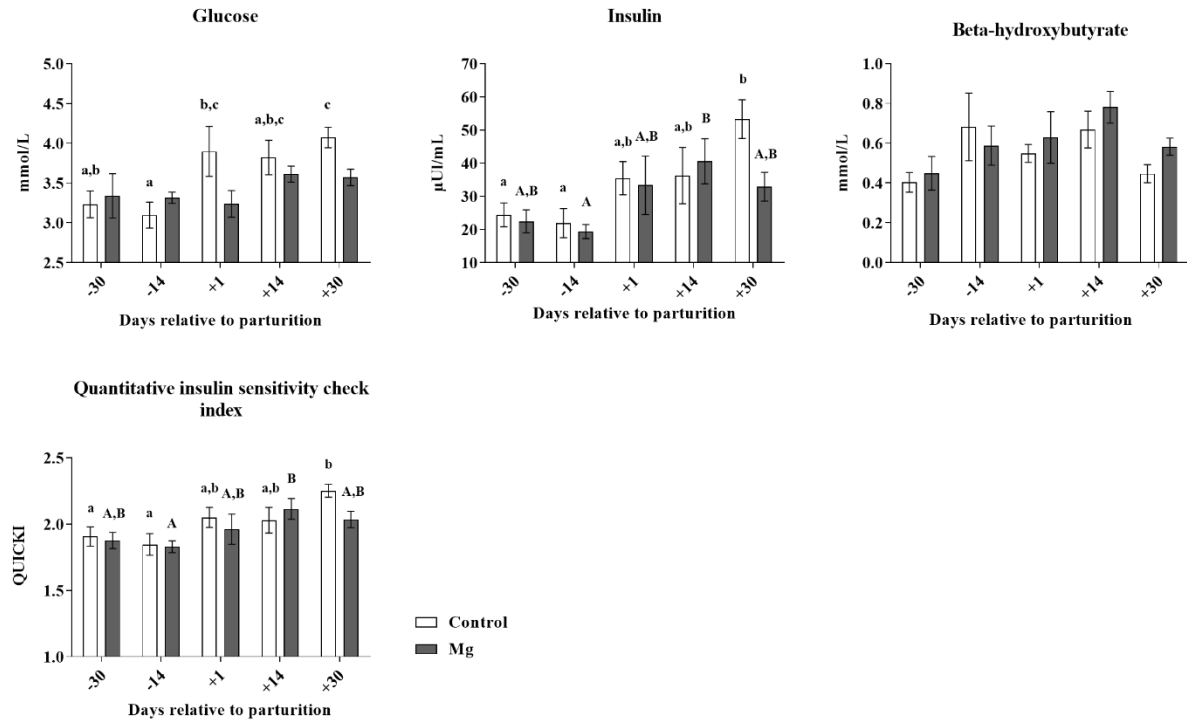 Glucose
mmol/L
5.0
4.5
4.0
3.5
3.0
2.5
a,b
a
b,c
a,b,c
c
-30
-14
+1
+14
+30
Days relative to parturition
Insulin
µUI/mL
70
60
50
40
30
20
10
a
A,B
a
A
a,b
A,B
a,b
B
b
A,B
-30
-14
+1
+14
+30
Days relative to parturition
Beta-hydroxybutyrate
mmol/L
1.0
0.8
0.6
0.4
0.2
0.0
-30
-14
+1
+14
+30
Days relative to parturition
Quantitative insulin sensitivity check
index
QUICKI
2.5
2.0
1.5
1.0
a
A,B
a
A
a,b
A,B
a,b
B
b
A,B
-30
-14
+1
+14
+30
Days relative to parturition
Control
Mg